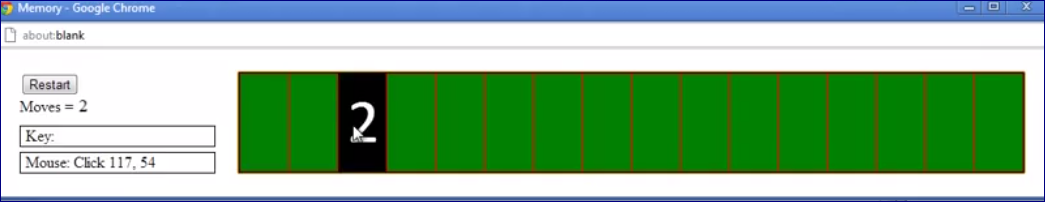 Memory - Google Chrome
about:blank
Restart
Moves = 2
Key:
Mouse: Click 117, 54
2